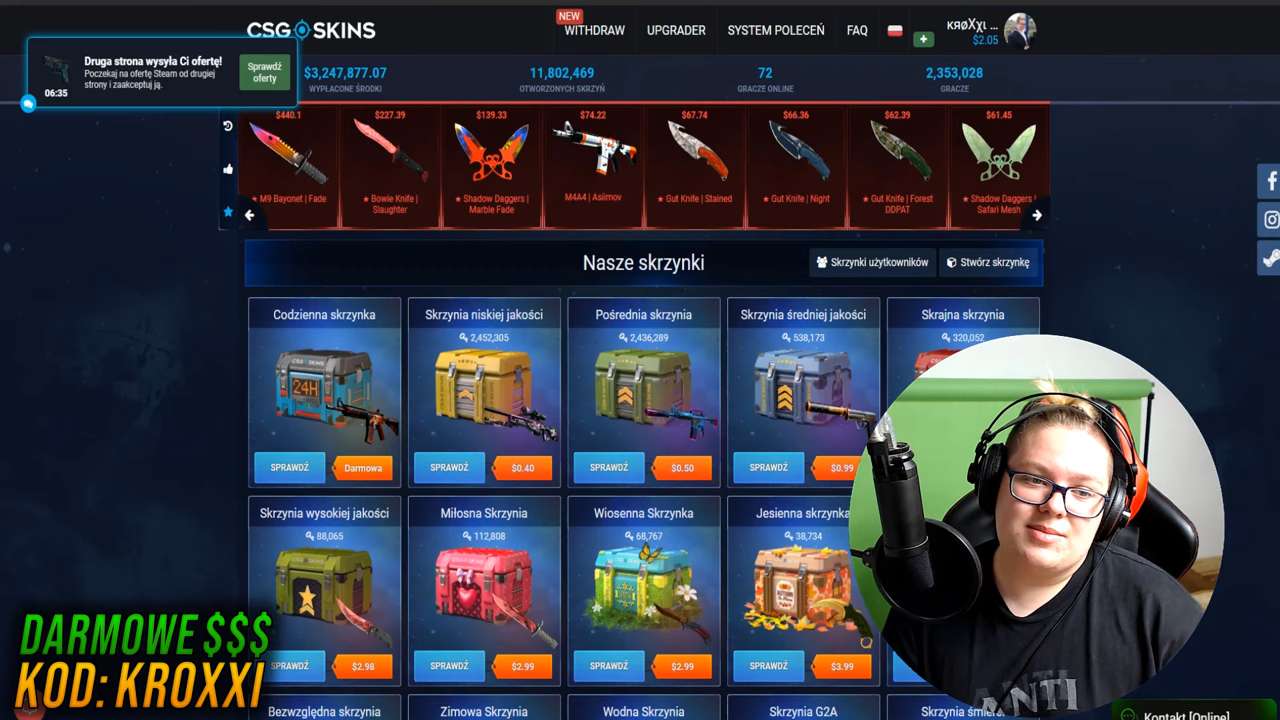 CSG SKINS
NEW
WITHDRAW
UPGRADER
SYSTEM POLECEŃ
FAQ
ĸяøΧχι ...
$2.05
Druga strona wysyła Ci ofertę!
Poczekaj na ofertę Steam od drugiej
strony i zaakceptuj ją.
06:35
Sprawdź
oferty
$3,247,877.07
WYPŁACONE ŚRODKI
11,802,469
OTWORZONYCH SKRZYŃ
72
GRACZE ONLINE
2,353,028
GRACZE
$440.1
★ M9 Bayonet | Fade
$227.39
★ Bowie Knife |
Slaughter
$139.33
★ Shadow Daggers |
Marble Fade
$74.22
M4A4 | Asiimov
$67.74
★ Gut Knife | Stained
$66.36
★ Gut Knife | Night
$62.39
★ Gut Knife | Forest
DDPAT
$61.45
★ Shadow Daggers |
Safari Mesh
Nasze skrzynki
Skrzynki użytkowników
Stwórz skrzynkę
Codzienna skrzynka
CSG SKINS
24H
SPRAWDŹ
Darmowa
Skrzynia niskiej jakości
2,452,305
SPRAWDŹ
$0.40
Pośrednia skrzynia
2,436,289
SPRAWDŹ
$0.50
Skrzynia średniej jakości
538,173
SPRAWDŹ
$0.99
Skrajna skrzynia
320,052
Skrzynia wysokiej jakości
88,065
SPRAWDŹ
$2.98
Miłosna Skrzynia
112,808
SPRAWDŹ
$2.99
Wiosenna Skrzynka
68,767
SPRAWDŹ
$2.99
Jesienna skrzynka
38,734
SPRAWDŹ
$3.99
Bezwzględna skrzynia
Zimowa Skrzynia
Wodna Skrzynia
Skrzynia G2A
Skrzynia śmier
DARMOWE $$$
KOD: KROXXI
ANTI
Kontakt [Online]